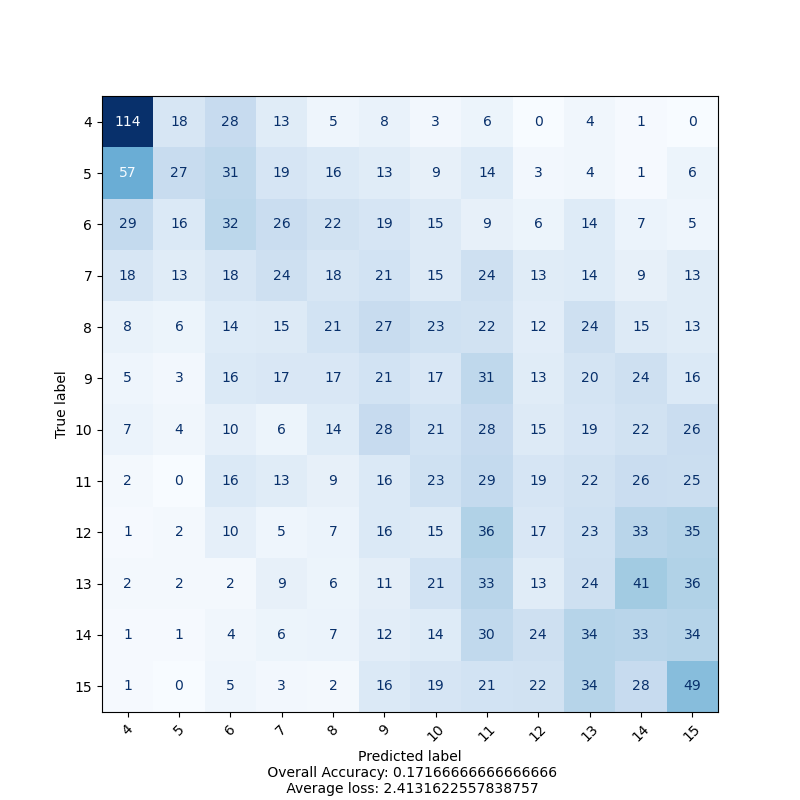 4 114 18 28 13 5 8 3 6 0 4 1 0
5 57 27 31 19 16 13 9 14 3 4 1 6
6 29 16 32 26 22 19 15 9 6 14 7 5
7 18 13 18 24 18 21 15 24 13 14 9 13
8 8 6 14 15 21 27 23 22 12 24 15 13
9 5 3 16 17 17 21 17 31 13 20 24 16
True label
10 7 4 10 6 14 28 21 28 15 19 22 26
11 2 0 16 13 9 16 23 29 19 22 26 25
12 1 2 10 5 7 16 15 36 17 23 33 35
13 2 2 2 9 6 11 21 33 13 24 41 36
14 1 1 4 6 7 12 14 30 24 34 33 34
15 1 0 5 3 2 16 19 21 22 34 28 49
4 5 6 7 8 9 10 11 12 13 14 15
Predicted label
Overall Accuracy: 0.17166666666666666
Average loss: 2.4131622557838757